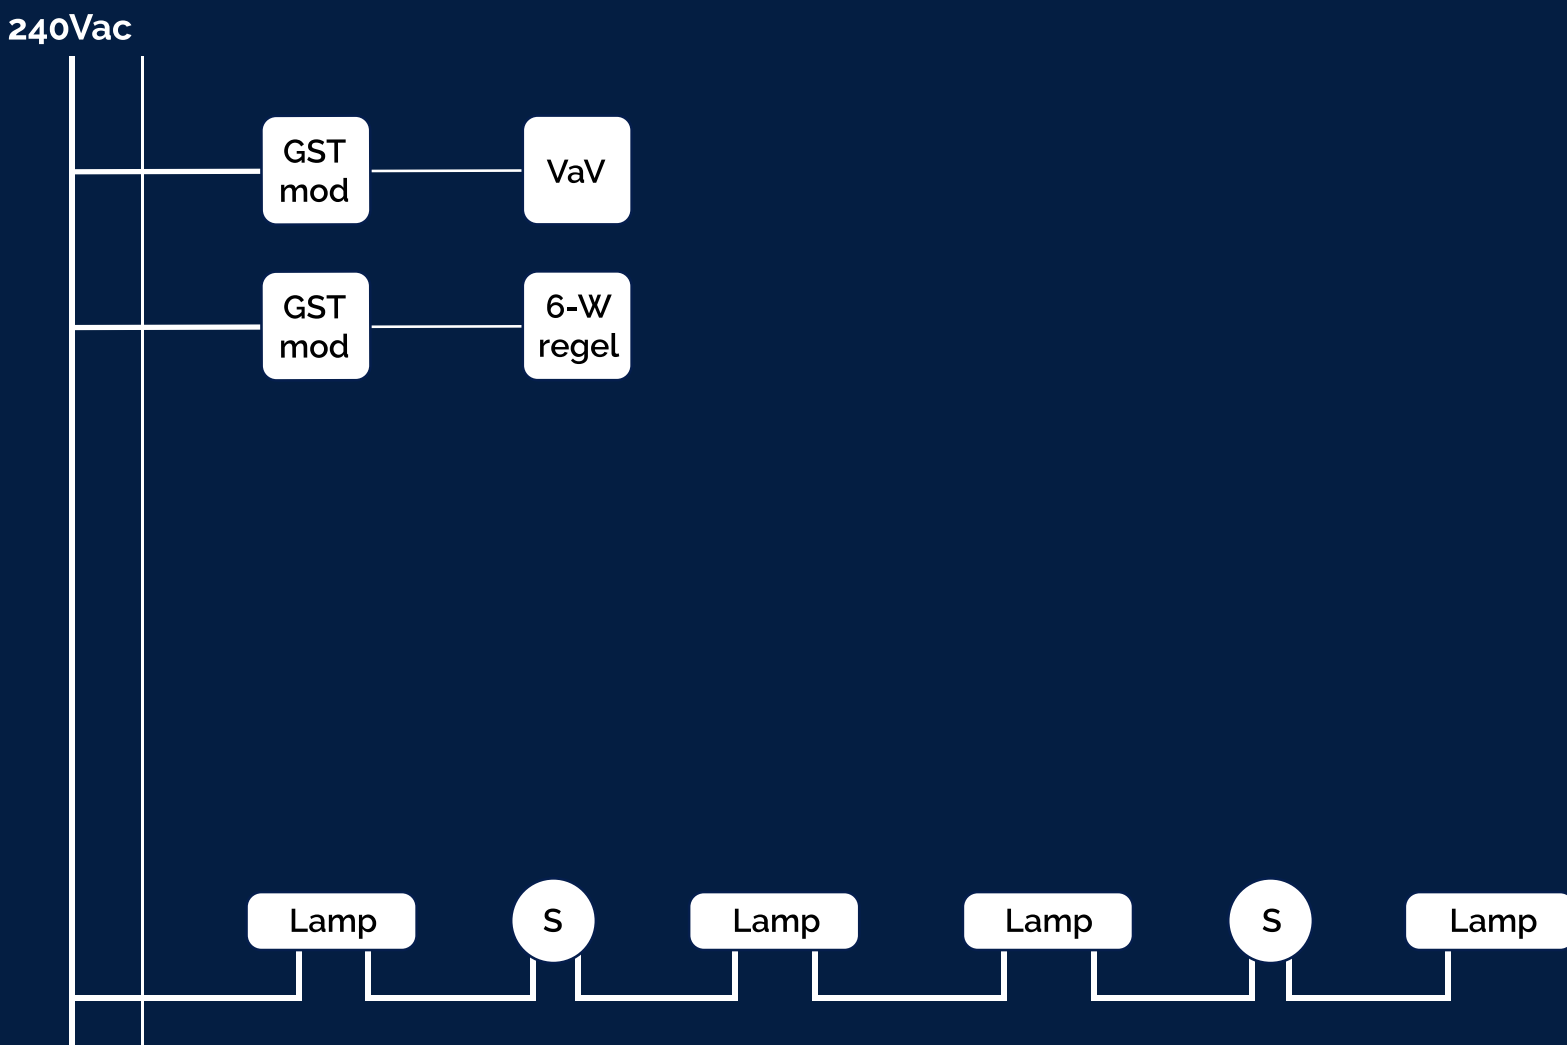 240Vac
GST
mod
VaV
GST
mod
6-W
regel
Lamp
S
Lamp
Lamp
S
Lamp